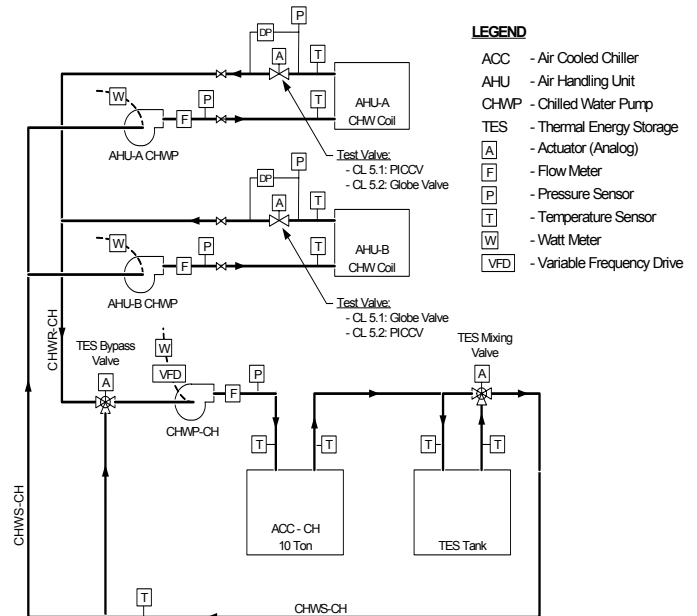 P
DP
A
T
W
P
T
F
AHU-A
CHW Coil
AHU-A CHWP
Test Valve:
- CL 5.1: PICCV
- CL 5.2: Globe Valve
P
DP
A
T
W
P
T
F
AHU-B
CHW Coil
AHU-B CHWP
Test Valve:
- CL 5.1: Globe Valve
- CL 5.2: PICCV
CHWR-CH
TES Bypass
Valve
A
W
VFD
CHWP-CH
F
P
TES Mixing
Valve
A
T
T
T
T
ACC - CH
10 Ton
TES Tank
CHWS-CH
T
CHWS-CH
LEGEND
ACC - Air Cooled Chiller
AHU - Air Handling Unit
CHWP - Chilled Water Pump
TES - Thermal Energy Storage
A - Actuator (Analog)
F - Flow Meter
P - Pressure Sensor
T - Temperature Sensor
W - Watt Meter
VFD - Variable Frequency Drive